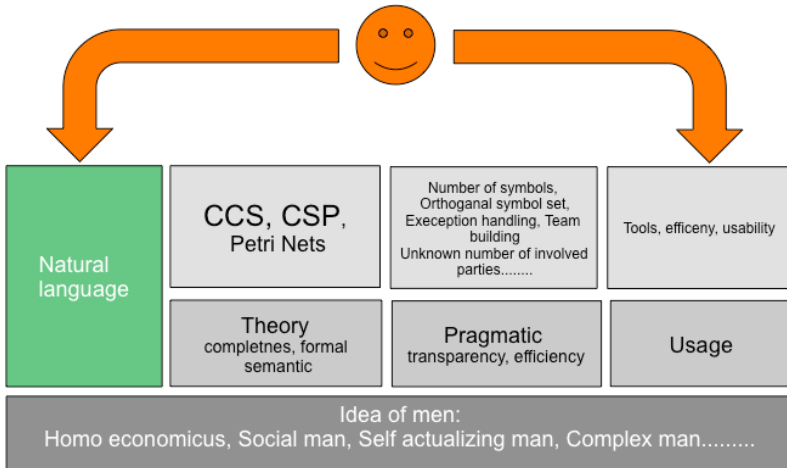 Natural
language
CCS, CSP,
Petri Nets
Number of symbols,
Orthoganal symbol set,
Exeception handling, Team
building
Unknown number of involved
parties........
Tools, efficeny, usability
Theory
completnes, formal
semantic
Pragmatic
transparency, efficiency
Usage
Idea of men:
Homo economicus, Social man, Self actualizing man, Complex man.........